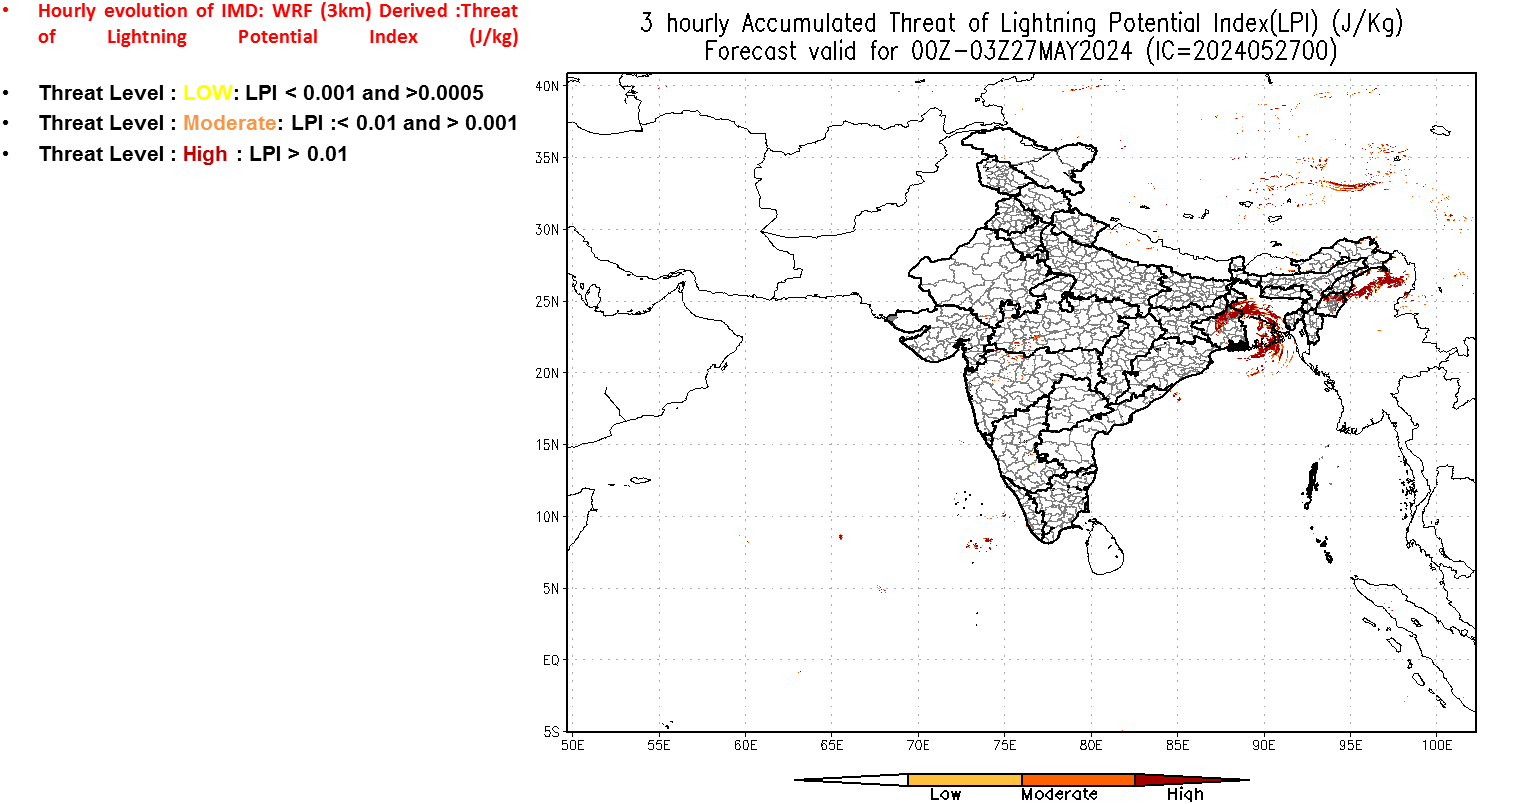 • Hourly evolution of IMD: WRF (3km) Derived :Threat
of Lightning Potential Index (J/kg)
• Threat Level : LOW: LPI < 0.001 and >0.0005
• Threat Level : Moderate: LPI :< 0.01 and > 0.001
• Threat Level : High : LPI > 0.01
3 hourly Accumulated Threat of Lightning Potential Index(LPI) (J/Kg)
Forecast valid for 00Z-03Z27MAY2024 (IC=2024052700)
40N
35N
30N
25N
20N
15N
10N
5N
EQ
5S
50E 55E 60E 65E 70E 75E 80E 85E 90E 95E 100E
Low Moderate High